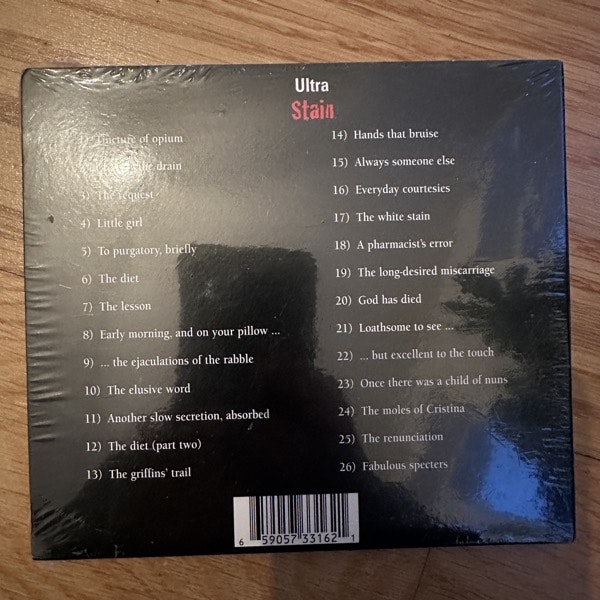 Ultra
Stain
1) Tincture of opium
the drain
3) The request
4) Little girl
5) To purgatory, briefly
6) The diet
7) The lesson
8) Early morning, and on your pillow ...
9) ... the ejaculations of the rabble
10) The elusive word
11) Another slow secretion, absorbed
12) The diet (part two)
13) The griffins' trail
14) Hands that bruise
15) Always someone else
16) Everyday courtesies
17) The white stain
18) A pharmacist's error
19) The long-desired miscarriage
20) God has died
21) Loathsome to see ...
22) ... but excellent to the touch
23) Once there was a child of nuns
24) The moles of Cristina
25) The renunciation
26) Fabulous specters
6 59057 33162 1